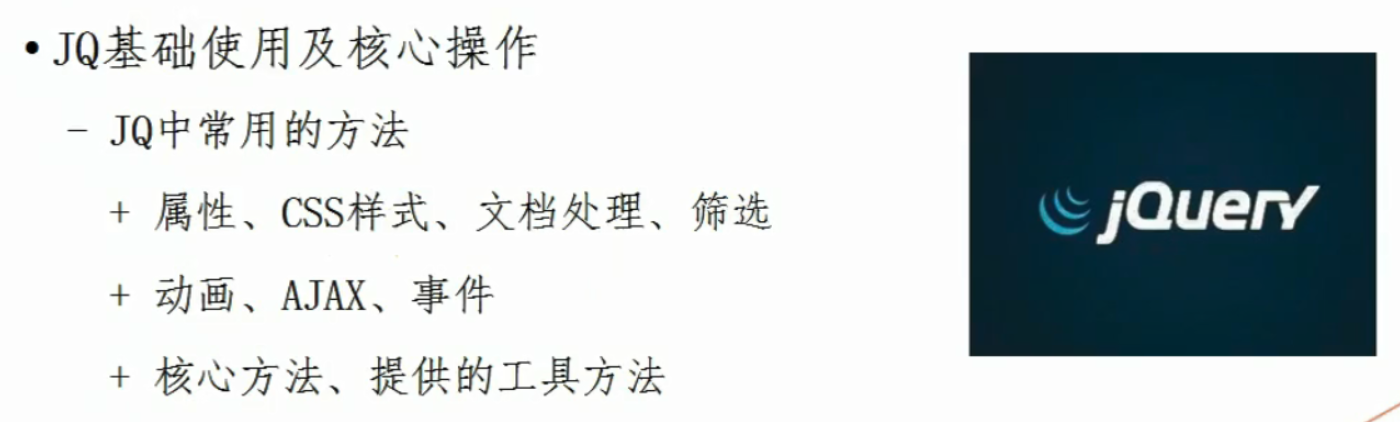 •JQ基础使用及核心操作
– JQ中常用的方法
+ 属性、CSS样式、文档处理、筛选
+ 动画、AJAX、事件
+ 核心方法、提供的工具方法
jQuery